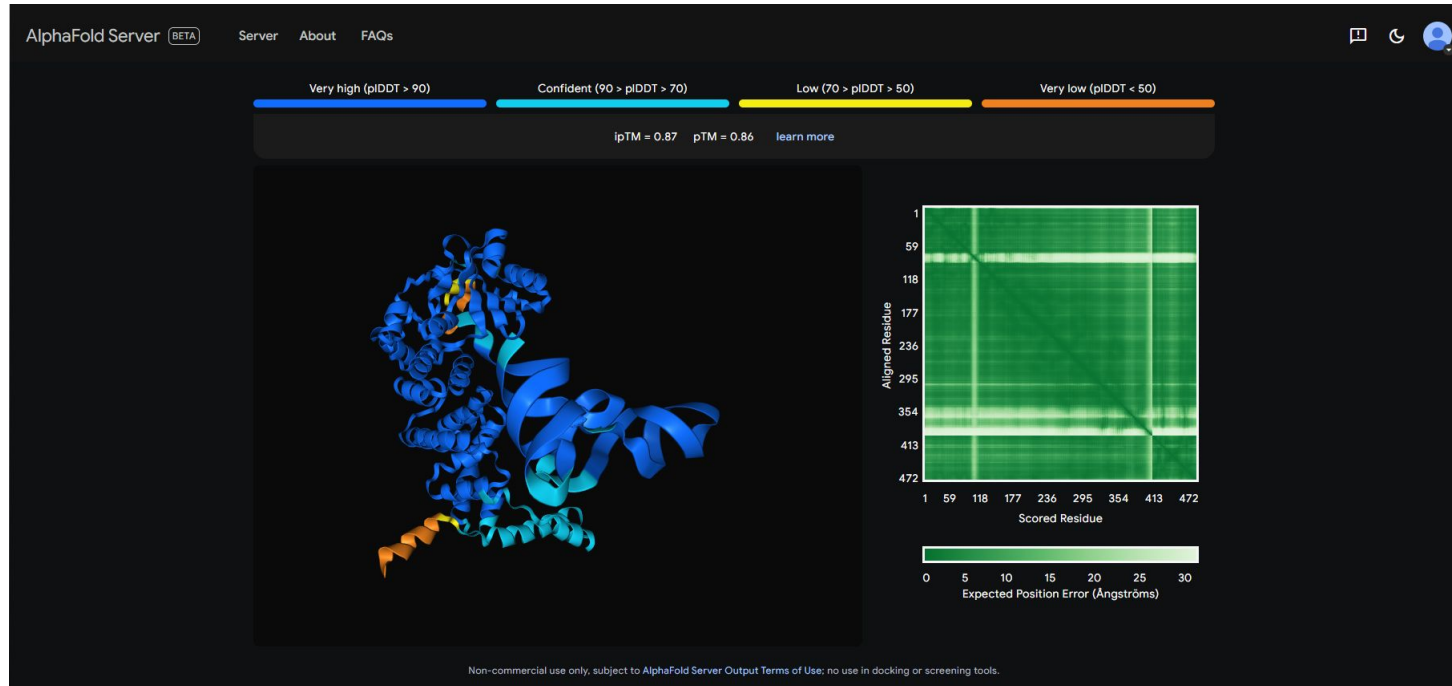 AlphaFold Server BETA Server About FAQs
Very high (plDDT > 90) Confident (90 > plDDT > 70) Low (70 > plDDT > 50) Very low (plDDT < 50)
ipTM = 0.87 pTM = 0.86 learn more
1
59
118
177
236
295
354
413
472
Aligned Residue
1 59 118 177 236 295 354 413 472
Scored Residue
0 5 10 15 20 25 30
Expected Position Error (Ångströms)
Non-commercial use only, subject to AlphaFold Server Output Terms of Use; no use in docking or screening tools.